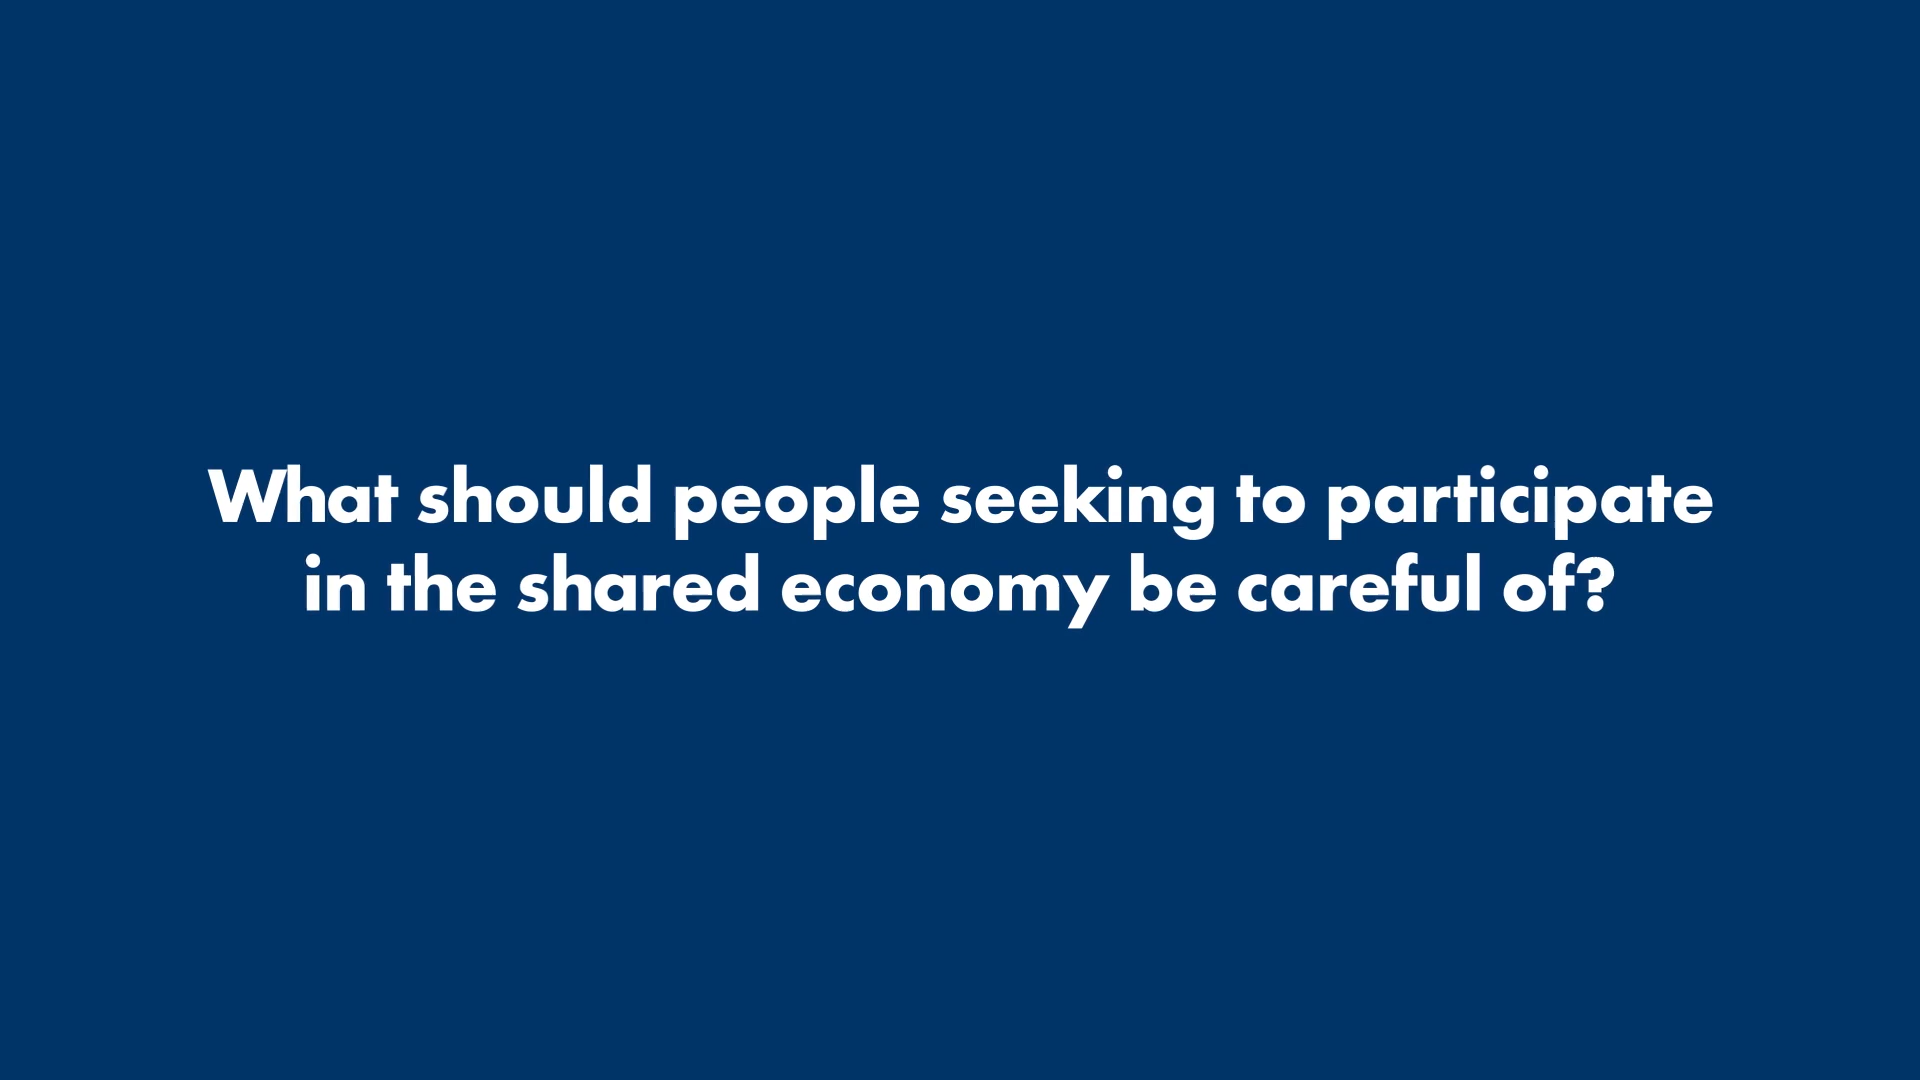 What should people seeking to participate
in the shared economy be careful of?